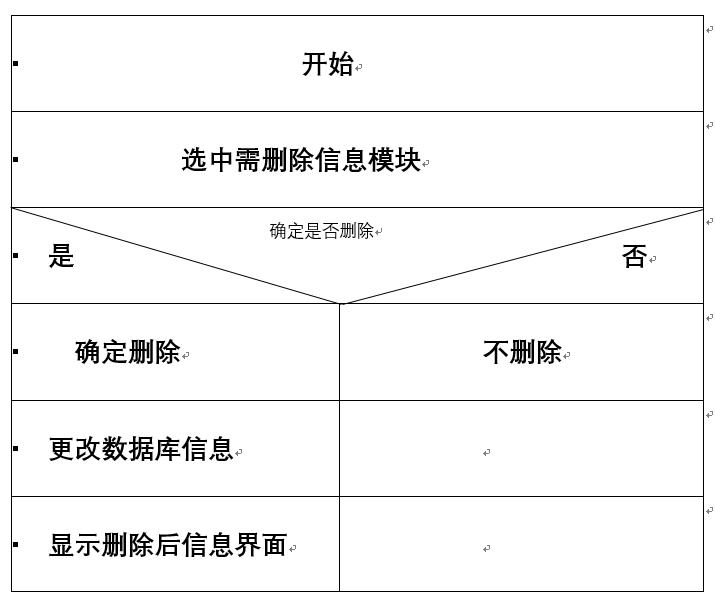 开始
选中需删除信息模块
确定是否删除
是
否
确定删除
不删除
更改数据库信息
显示删除后信息界面